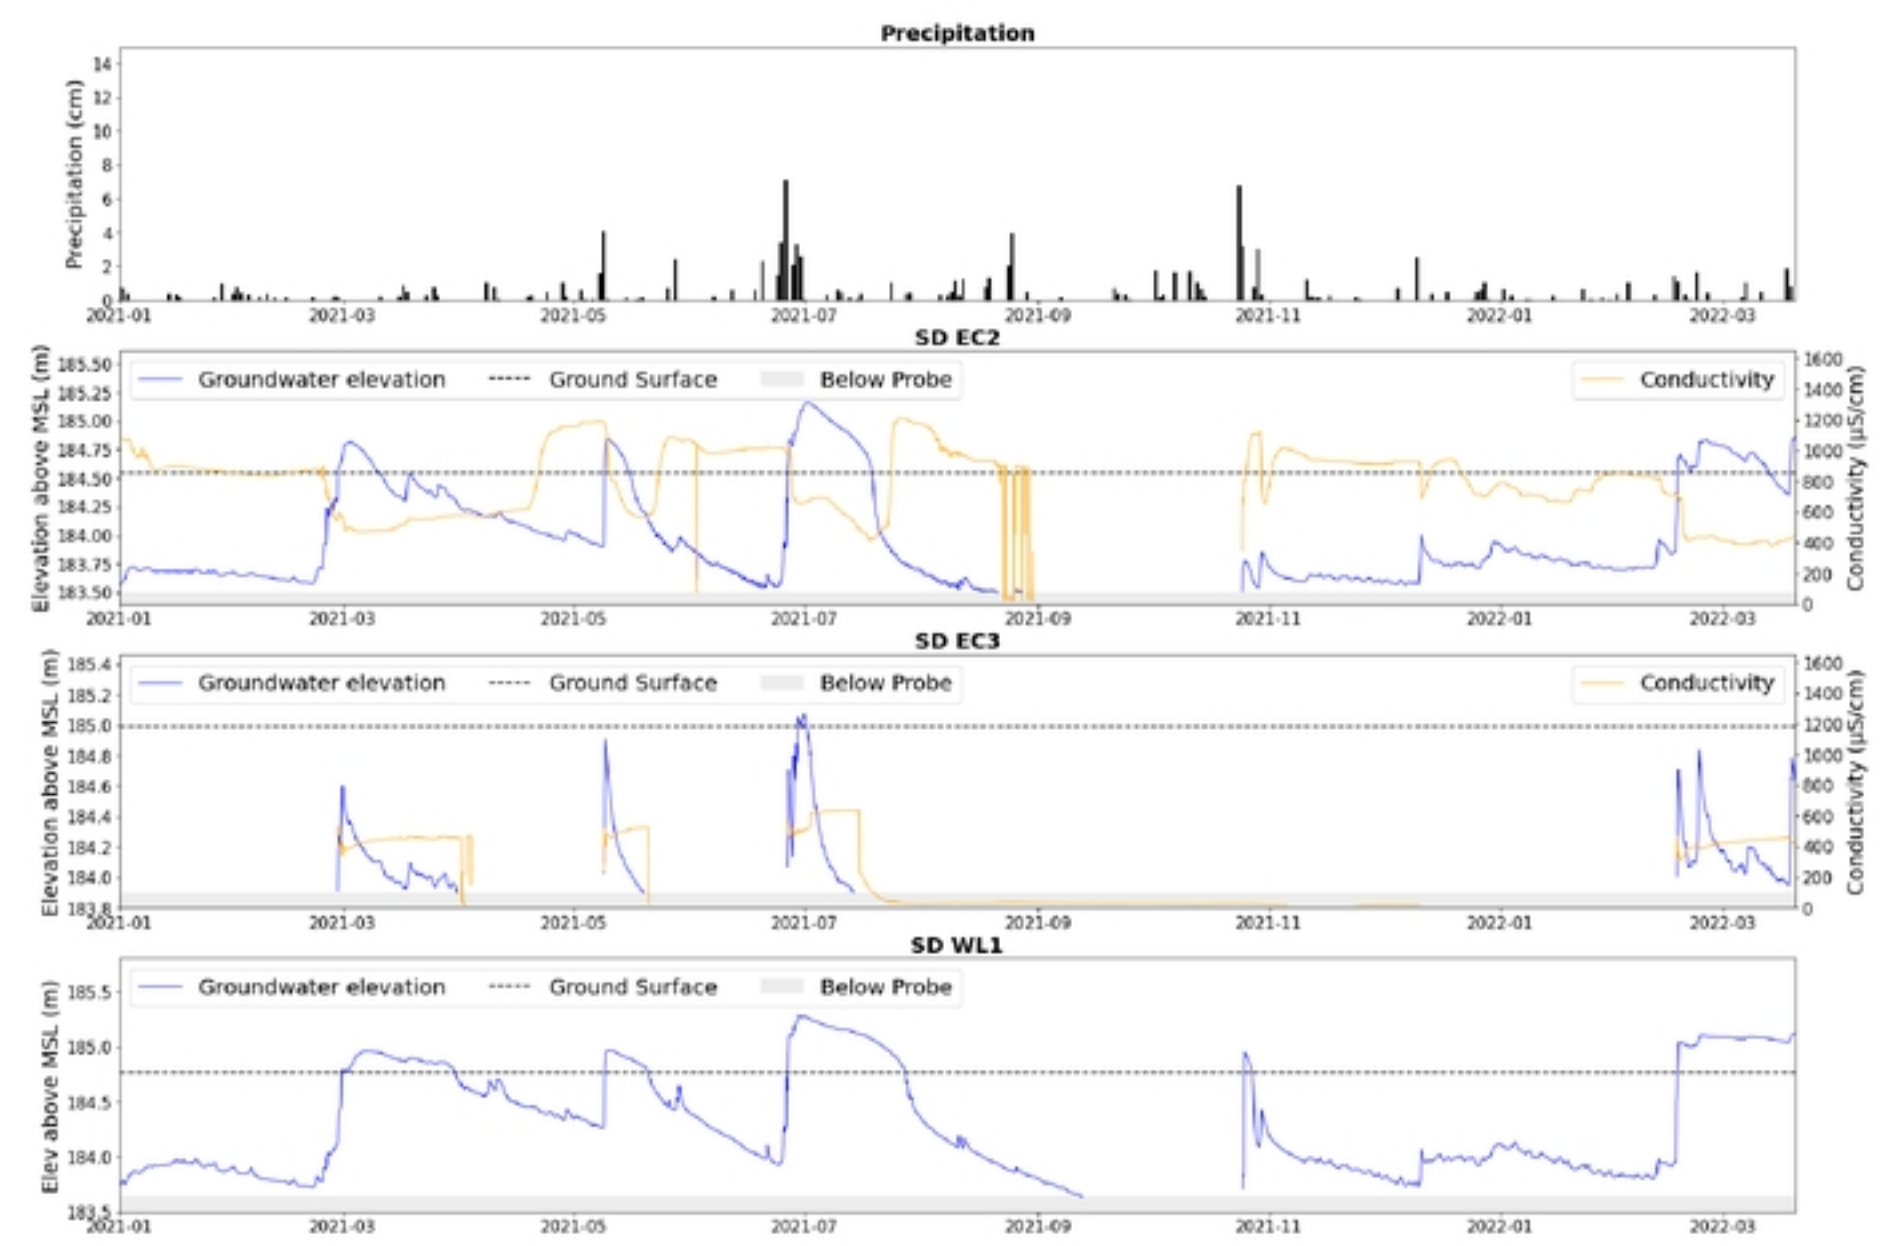 Precipitation
Precipitation (cm)
14
12
10
8
6
4
2
0
2021-01 2021-03 2021-05 2021-07 2021-09 2021-11 2022-01 2022-03
SD EC2
Elevation above MSL (m)
185.50
185.25
185.00
184.75
184.50
184.25
184.00
183.75
183.50
Groundwater elevation Ground Surface Below Probe
Conductivity
1600
1400
1200
1000
800
600
400
200
0
Conductivity (µS/cm)
2021-01 2021-03 2021-05 2021-07 2021-09 2021-11 2022-01 2022-03
SD EC3
Elevation above MSL (m)
185.4
185.2
185.0
184.8
184.6
184.4
184.2
184.0
183.8
Groundwater elevation Ground Surface Below Probe
Conductivity
1600
1400
1200
1000
800
600
400
200
0
Conductivity (µS/cm)
2021-01 2021-03 2021-05 2021-07 2021-09 2021-11 2022-01 2022-03
SD WL1
Elev above MSL (m)
185.5
185.0
184.5
184.0
183.5
Groundwater elevation Ground Surface Below Probe
2021-01 2021-03 2021-05 2021-07 2021-09 2021-11 2022-01 2022-03